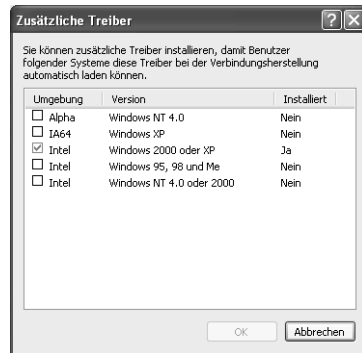 Zusätzliche Treiber
Sie können zusätzliche Treiber installieren, damit Benutzer
folgender Systeme diese Treiber bei der Verbindungsherstellung
automatisch laden können.
Umgebung Version Installiert
Alpha Windows NT 4.0 Nein
IA64 Windows XP Nein
Intel Windows 2000 oder XP Ja
Intel Windows 95, 98 und Me Nein
Intel Windows NT 4.0 oder 2000 Nein
OK Abbrechen